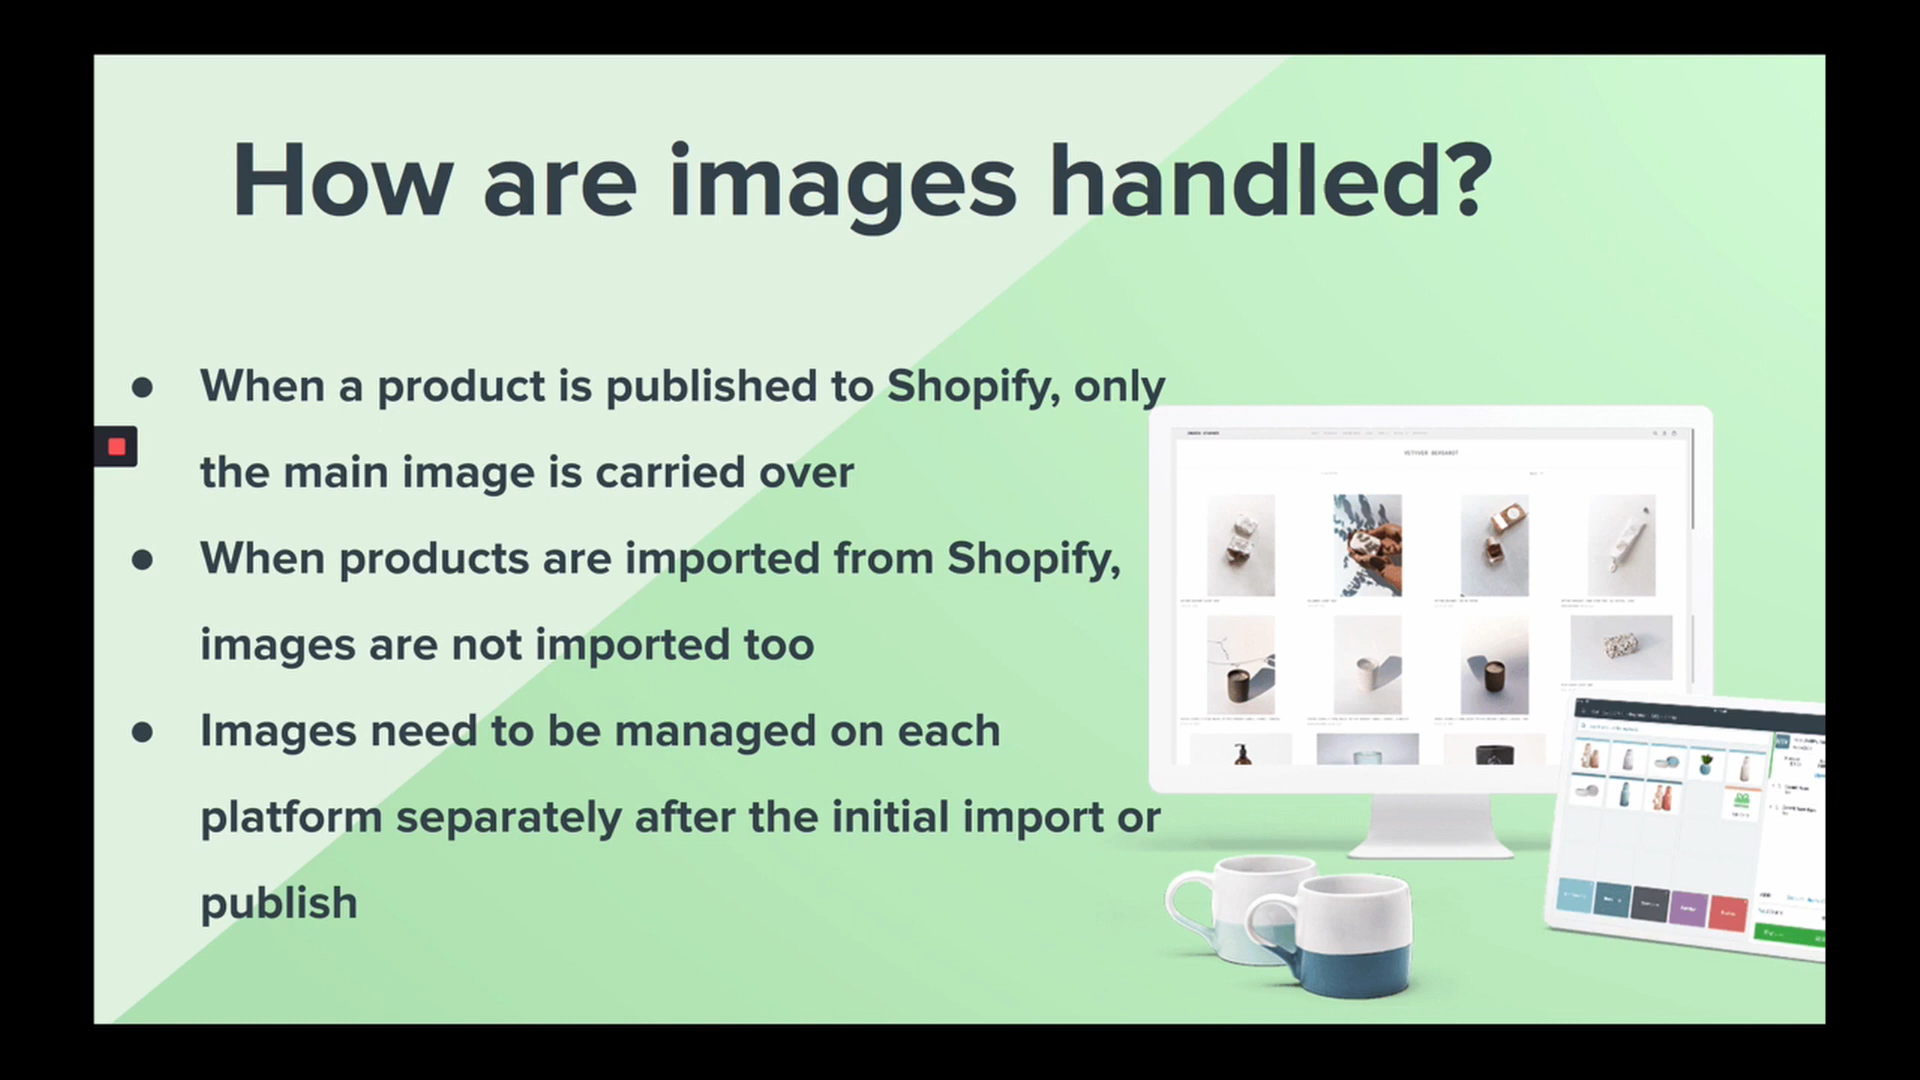 How are images handled?
● When a product is published to Shopify, only
the main image is carried over
● When products are imported from Shopify,
images are not imported too
● Images need to be managed on each
platform separately after the initial import or
publish
VETIVER BERGAMOT